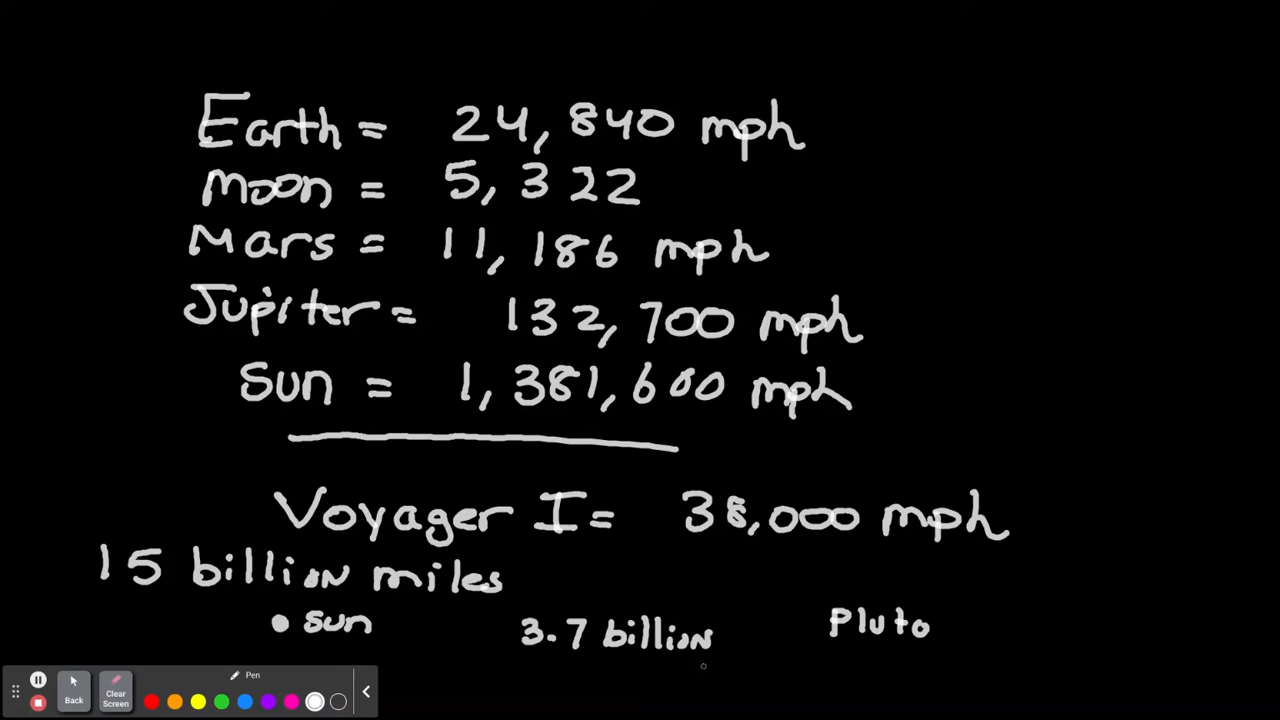 Earth = 24,840 mph
Moon = 5,322
Mars = 11,186 mph
Jupiter = 132,700 mph
Sun = 1,381,600 mph
Voyager I = 38,000 mph
15 billion miles
sun 3.7 billion Pluto
Pen
Back
Clear Screen